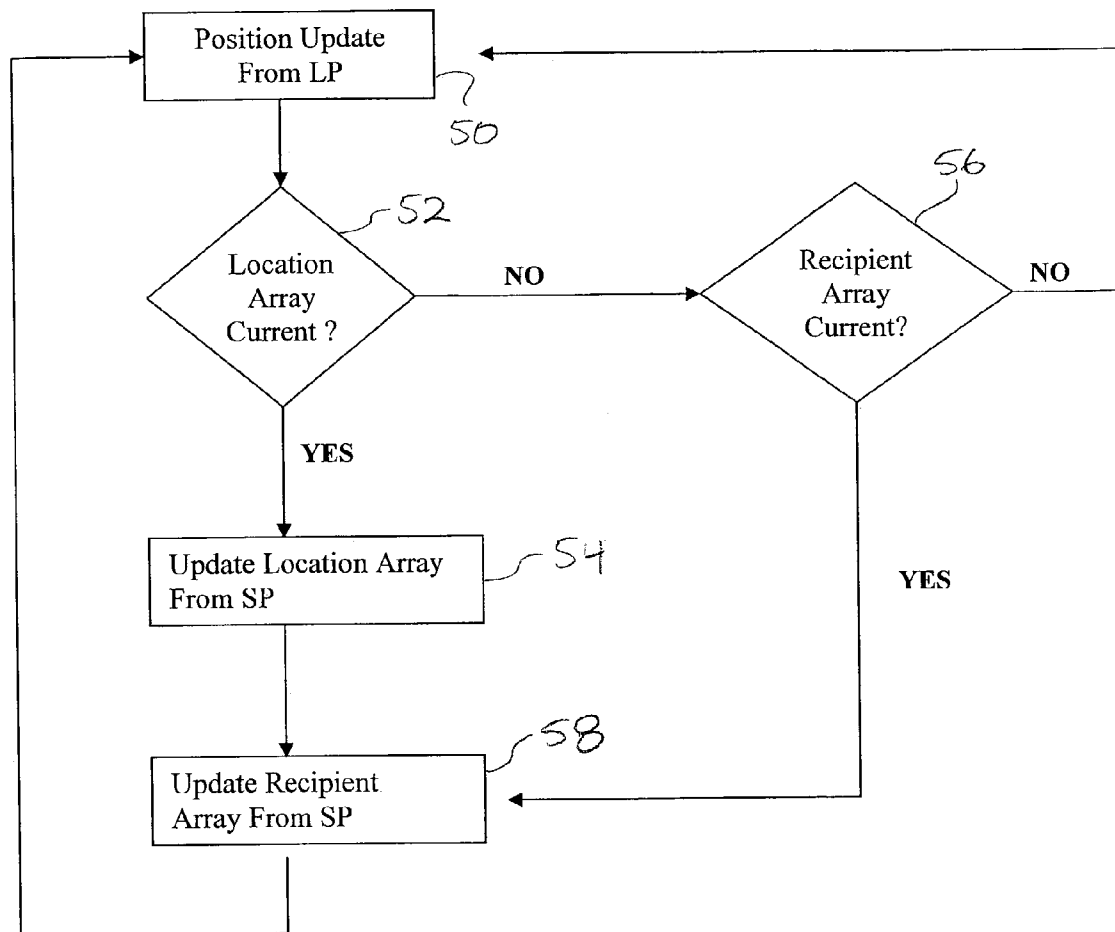 Position Update
From LP
50
52
56
Location
Array
Current ?
NO
Recipient
Array
Current?
NO
YES
Update Location Array
From SP
54
YES
58
Update Recipient
Array From SP